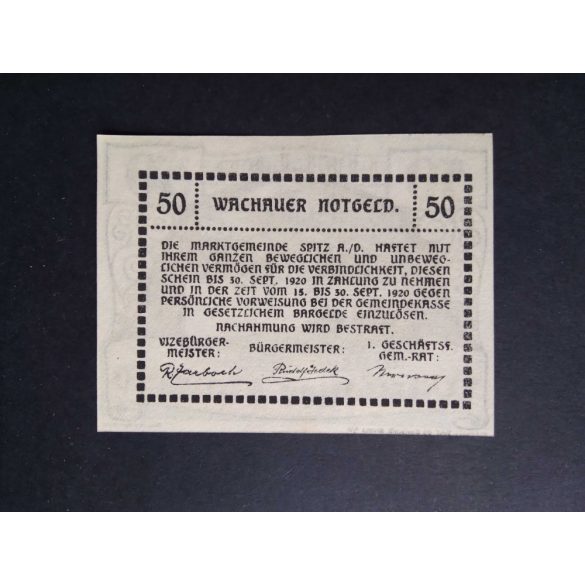 50 WACHAUER NOTGELD. 50
DIE MARKTGEMEINDE SPITZ A./D. HAFTET MIT
IHREM GANZEN BEWEGLICHEN UND UNBEWEG-
LICHEN VERMÖGEN FÜR DIE VERBINDLICHKEIT, DIESEN
SCHEIN BIS 30. SEPT. 1920 IN ZAHLUNG ZU NEHMEN
UND IN DER ZEIT VOM 15. BIS 30. SEPT. 1920 GEGEN
PERSÖNLICHE VORWEISUNG BEI DER GEMEINDEKASSE
IN GESETZLICHEM BARGELDE EINZULÖSEN.
NACHAHMUNG WIRD BESTRAFT.
VIZEBÜRGER-
MEISTER:
BÜRGERMEISTER:
1. GESCHÄFTSF.
GEM.-RAT: